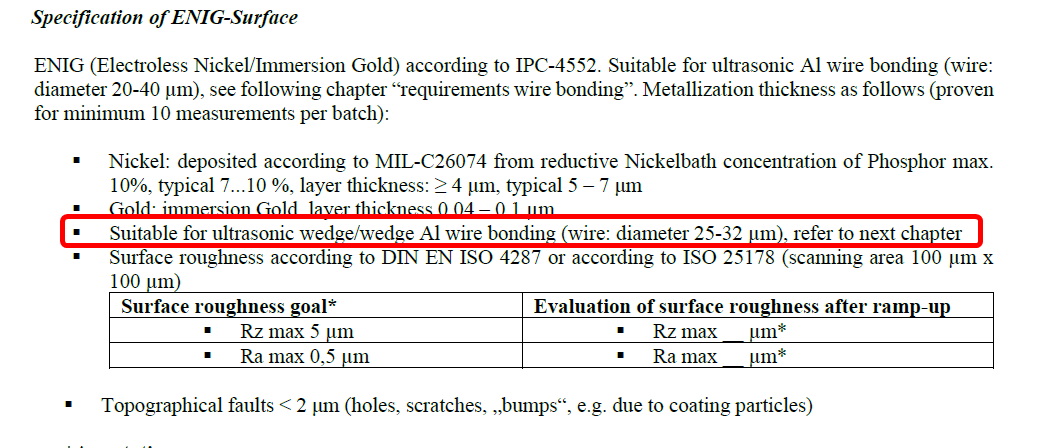 Specification of ENIG-Surface
ENIG (Electroless Nickel/Immersion Gold) according to IPC-4552. Suitable for ultrasonic Al wire bonding (wire:
diameter 20-40 μm), see following chapter “requirements wire bonding”. Metallization thickness as follows (proven
for minimum 10 measurements per batch):
▪ Nickel: deposited according to MIL-C26074 from reductive Nickelbath concentration of Phosphor max.
10%, typical 7...10 %, layer thickness: ≥ 4 μm, typical 5 – 7 μm
▪ Gold: immersion Gold, layer thickness 0,04 – 0,1 μm
▪ Suitable for ultrasonic wedge/wedge Al wire bonding (wire: diameter 25-32 μm), refer to next chapter
▪ Surface roughness according to DIN EN ISO 4287 or according to ISO 25178 (scanning area 100 μm x
100 μm)
Surface roughness goal* Evaluation of surface roughness after ramp-up
▪ Rz max 5 μm ▪ Rz max __ μm*
▪ Ra max 0,5 μm ▪ Ra max __ μm*
▪ Topographical faults < 2 μm (holes, scratches, „bumps“, e.g. due to coating particles)